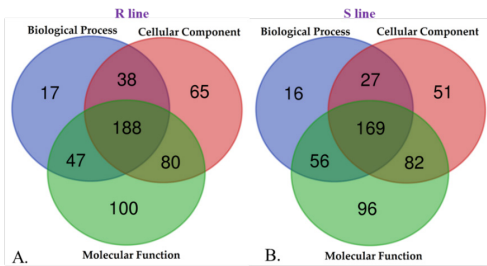 R line
S line
Biological Process Cellular Component
Biological Process Cellular Component
17 38 65
188
47 80
100
16 27 51
169
56 82
96
A. Molecular Function
B. Molecular Function